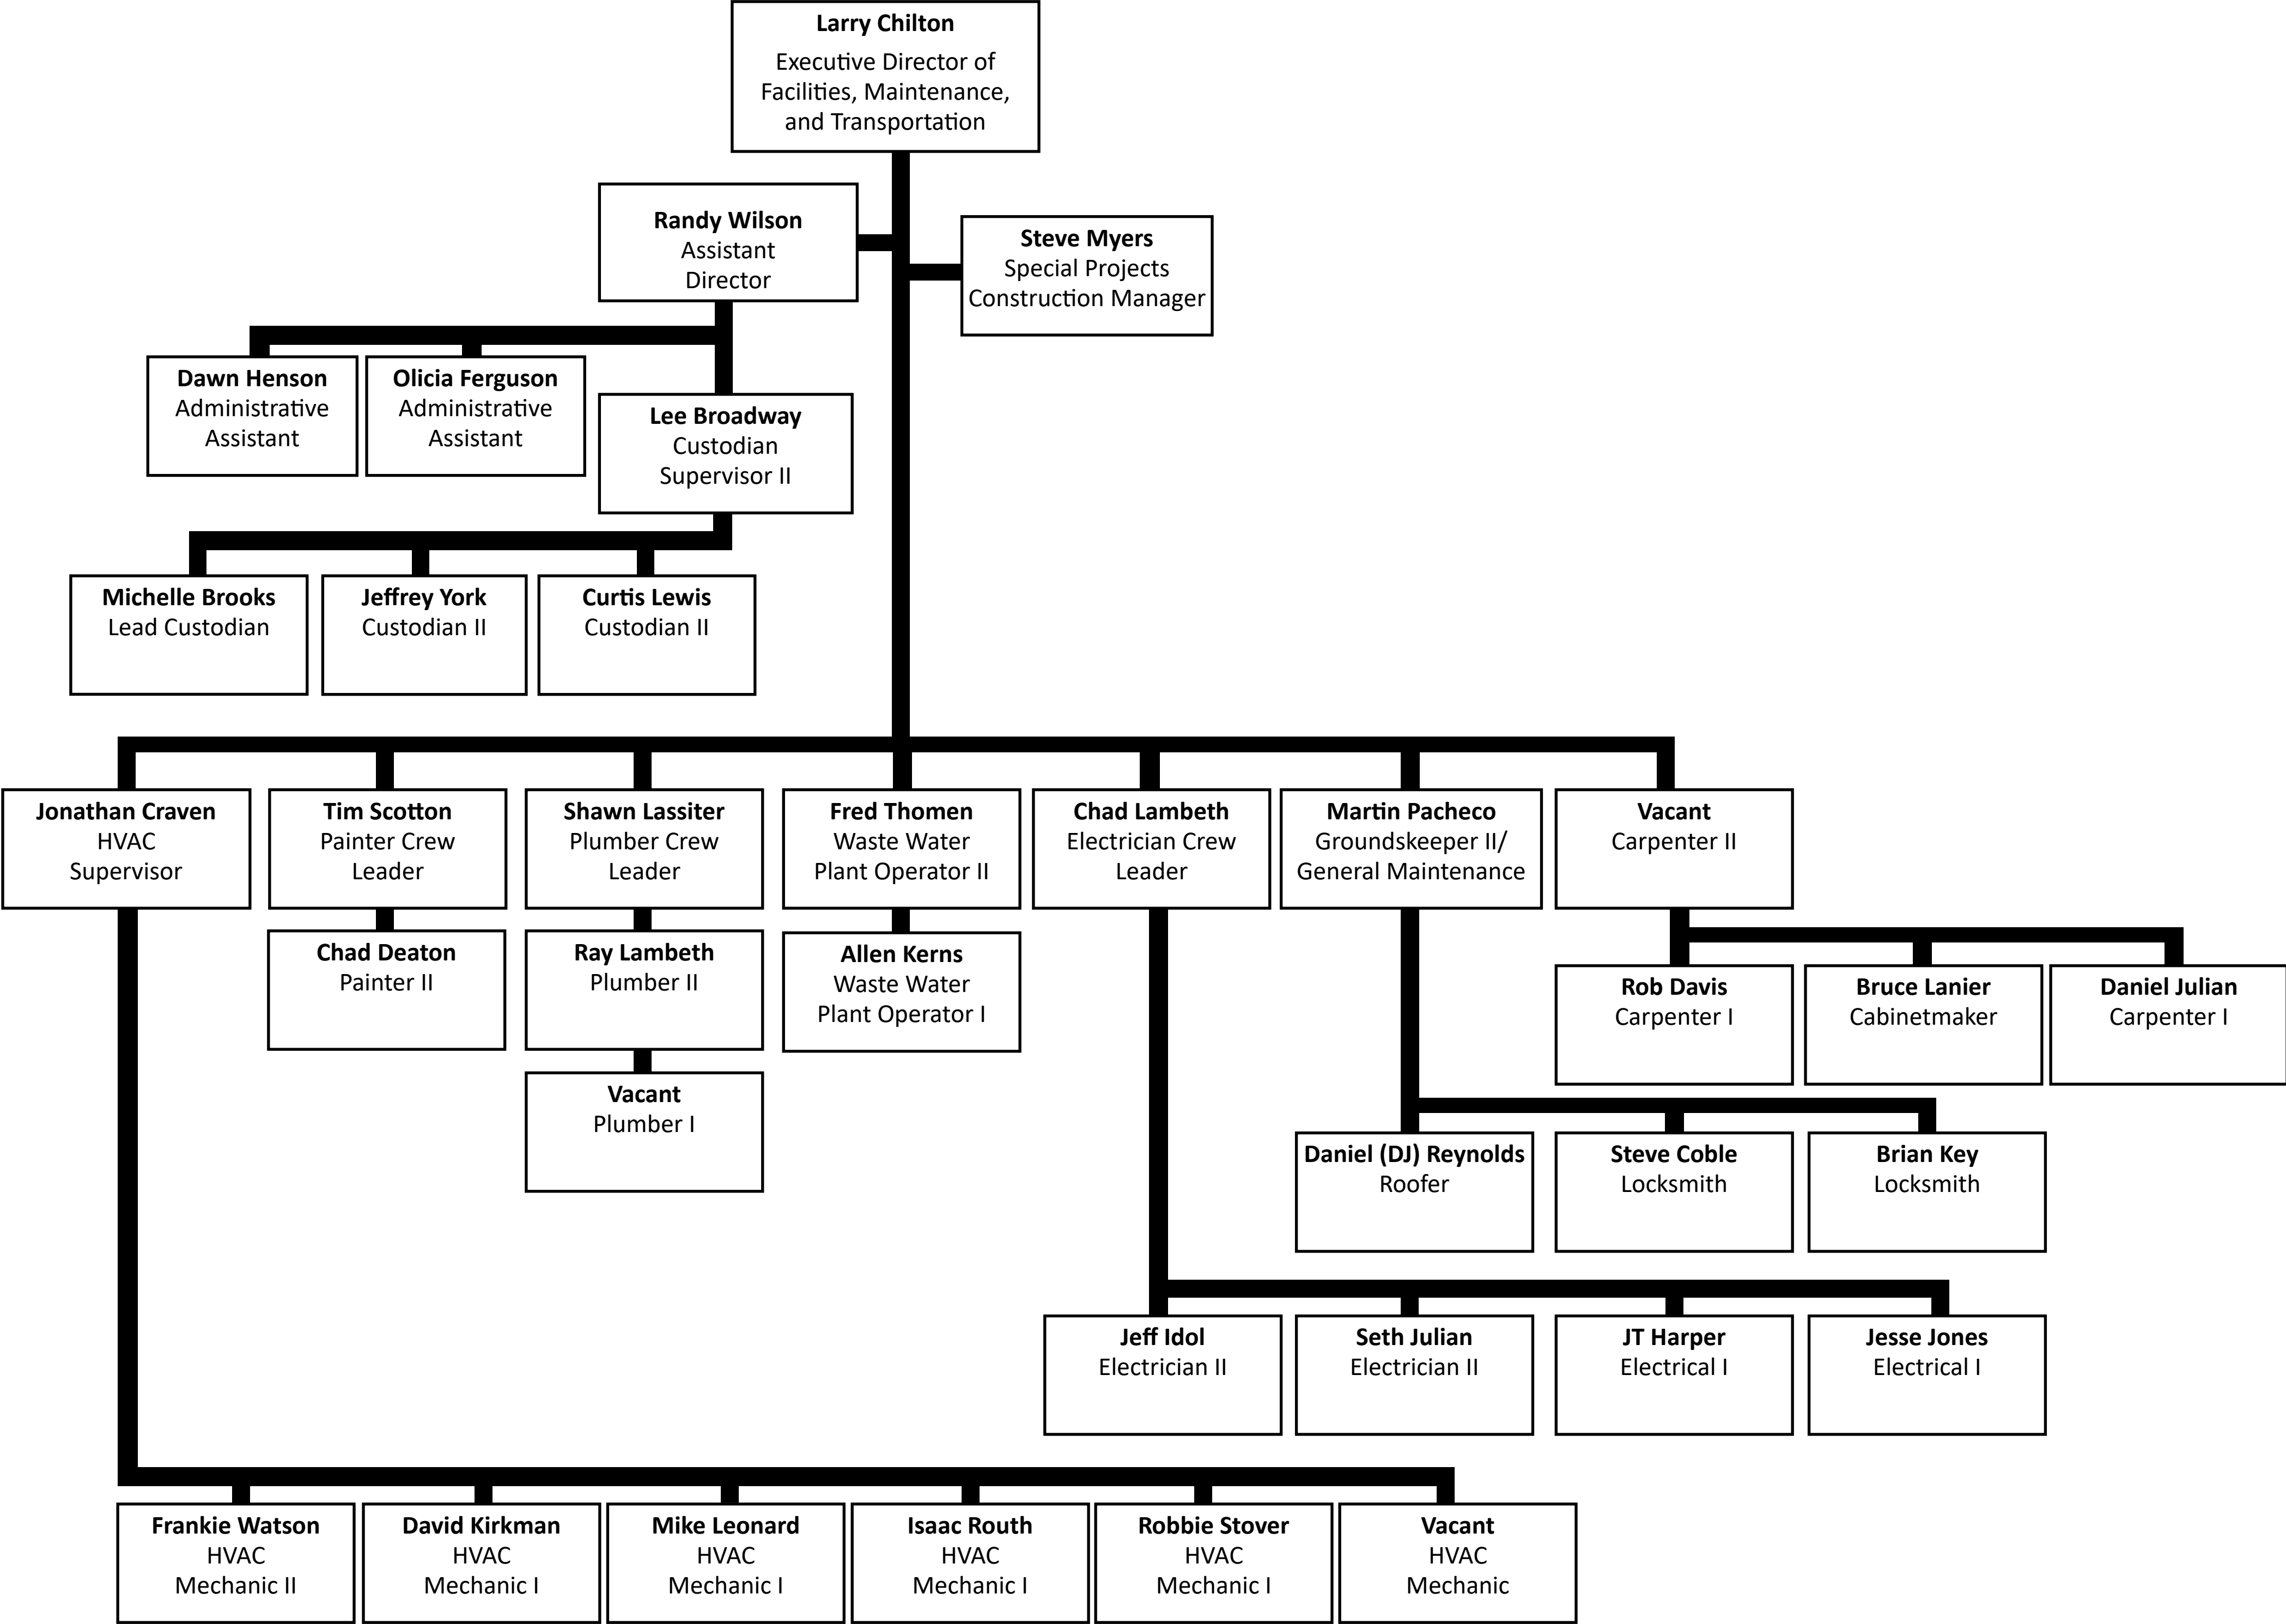 Larry Chilton
Executive Director of
Facilities, Maintenance,
and Transportation
Randy Wilson
Assistant
Director
Steve Myers
Special Projects
Construction Manager
Dawn Henson
Administrative
Assistant
Olicia Ferguson
Administrative
Assistant
Lee Broadway
Custodian
Supervisor II
Michelle Brooks
Lead Custodian
Jeffrey York
Custodian II
Curtis Lewis
Custodian II
Jonathan Craven
HVAC
Supervisor
Tim Scotton
Painter Crew
Leader
Shawn Lassiter
Plumber Crew
Leader
Fred Thomen
Waste Water
Plant Operator II
Chad Lambeth
Electrician Crew
Leader
Martin Pacheco
Groundskeeper II/
General Maintenance
Vacant
Carpenter II
Chad Deaton
Painter II
Ray Lambeth
Plumber II
Allen Kerns
Waste Water
Plant Operator I
Rob Davis
Carpenter I
Bruce Lanier
Cabinetmaker
Daniel Julian
Carpenter I
Vacant
Plumber I
Daniel (DJ) Reynolds
Roofer
Steve Coble
Locksmith
Brian Key
Locksmith
Jeff Idol
Electrician II
Seth Julian
Electrician II
JT Harper
Electrical I
Jesse Jones
Electrical I
Frankie Watson
HVAC
Mechanic II
David Kirkman
HVAC
Mechanic I
Mike Leonard
HVAC
Mechanic I
Isaac Routh
HVAC
Mechanic I
Robbie Stover
HVAC
Mechanic I
Vacant
HVAC
Mechanic